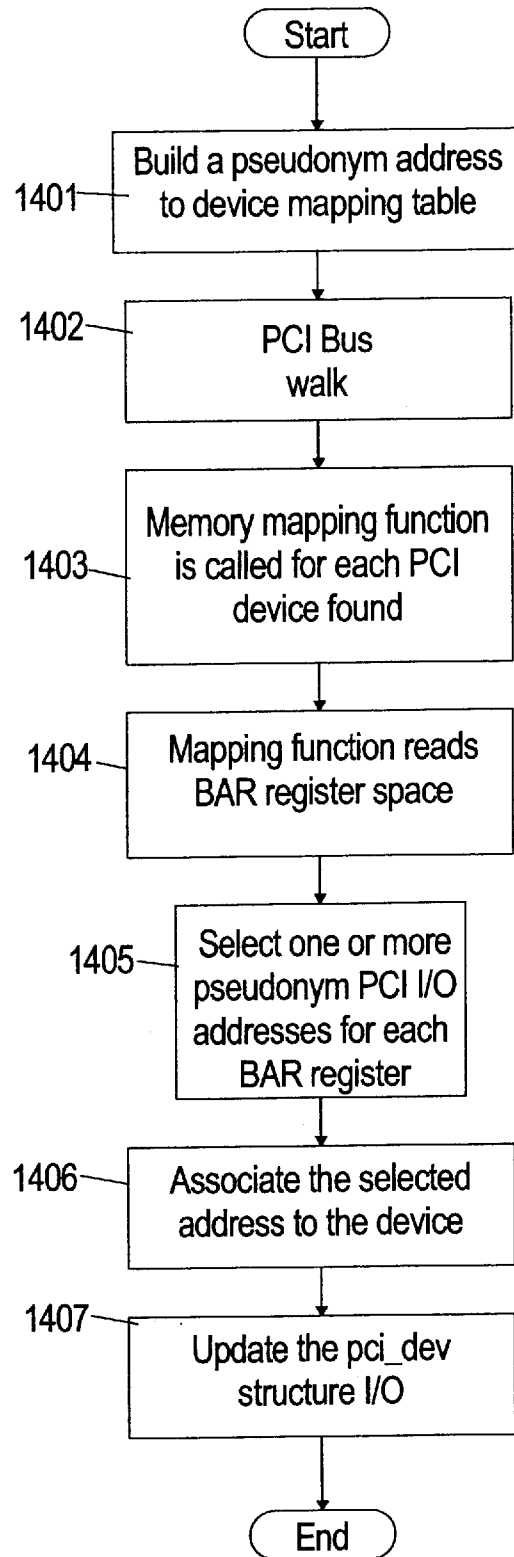 Start
1401
Build a pseudonym address
to device mapping table
1402
PCI Bus
walk
1403
Memory mapping function
is called for each PCI
device found
1404
Mapping function reads
BAR register space
1405
Select one or more
pseudonym PCI I/O
addresses for each
BAR register
1406
Associate the selected
address to the device
1407
Update the pci_dev
structure I/O
End